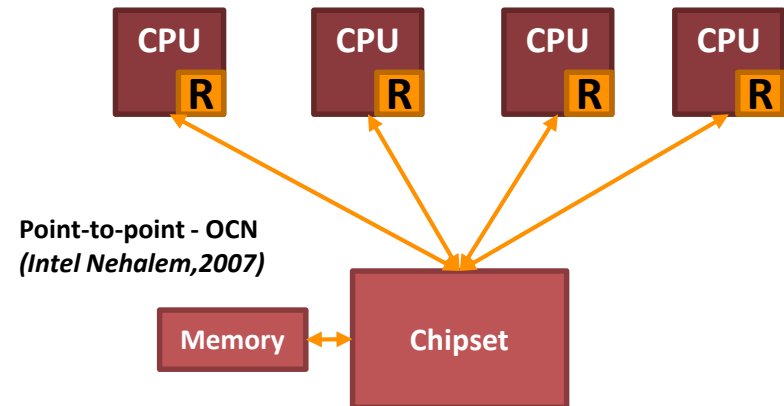 CPU
R
CPU
R
CPU
R
CPU
R
Point-to-point - OCN
(Intel Nehalem,2007)
Memory
Chipset